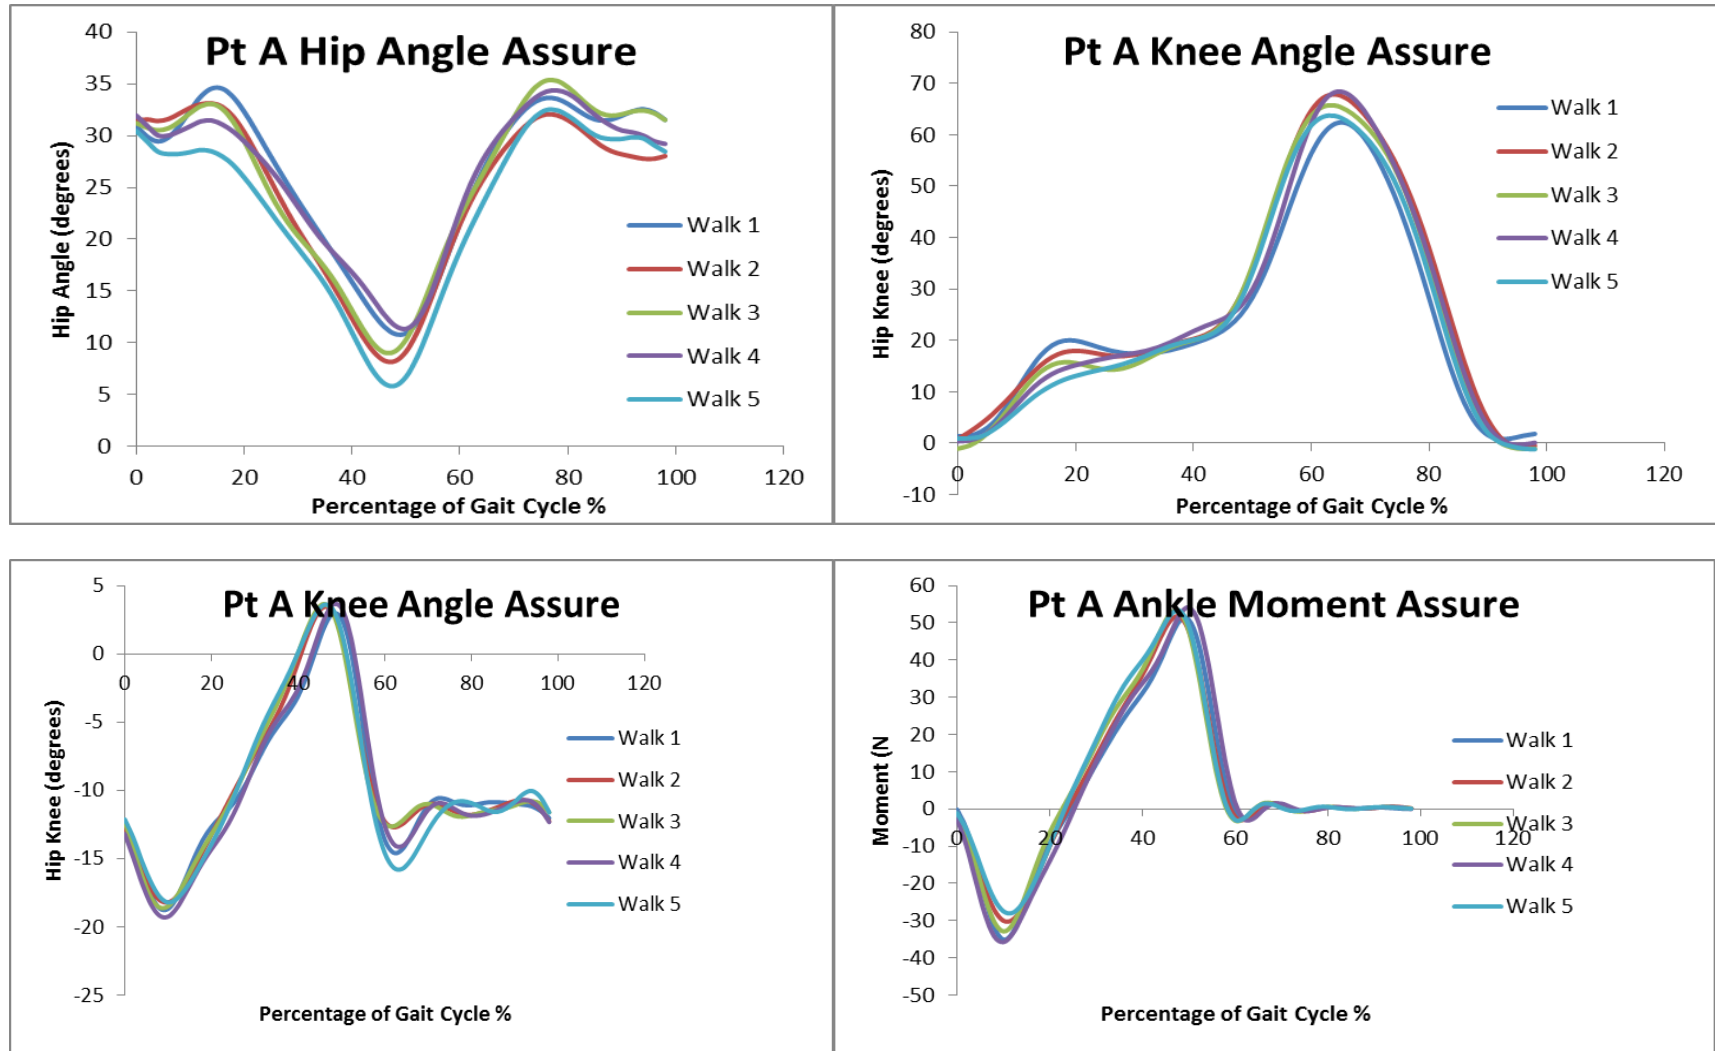 Pt A Hip Angle Assure
40
35
30
25
20
15
10
5
0
0 20 40 60 80 100 120
Hip Angle (degrees)
Percentage of Gait Cycle %
Walk 1
Walk 2
Walk 3
Walk 4
Walk 5
Pt A Knee Angle Assure
80
70
60
50
40
30
20
10
0
-10
0 20 40 60 80 100 120
Hip Knee (degrees)
Percentage of Gait Cycle %
Walk 1
Walk 2
Walk 3
Walk 4
Walk 5
Pt A Knee Angle Assure
5
0
-5
-10
-15
-20
-25
0 20 40 60 80 100 120
Hip Knee (degrees)
Percentage of Gait Cycle %
Walk 1
Walk 2
Walk 3
Walk 4
Walk 5
Pt A Ankle Moment Assure
60
50
40
30
20
10
0
-10
-20
-30
-40
-50
0 20 40 60 80 100 120
Moment (N
Percentage of Gait Cycle %
Walk 1
Walk 2
Walk 3
Walk 4
Walk 5